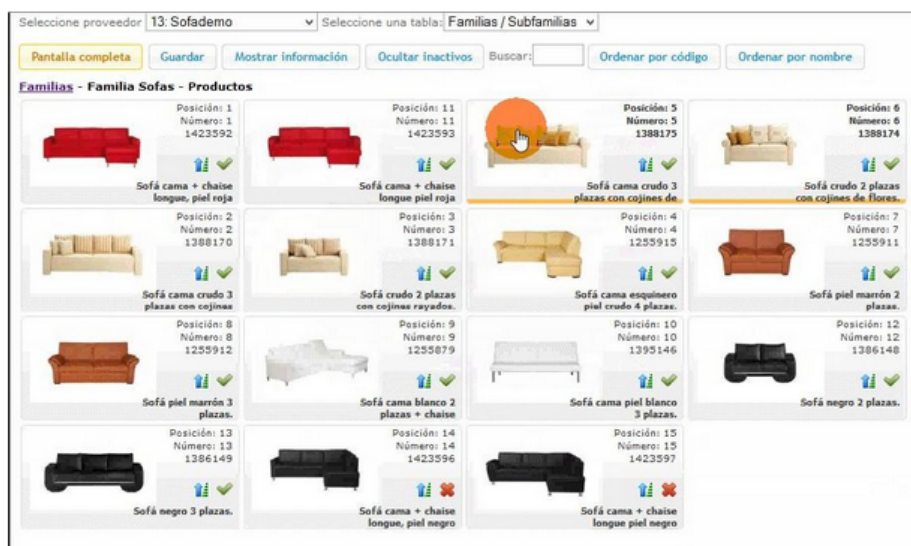 Seleccione proveedor 13: Sofademo Seleccione una tabla: Familias / Subfamilias
Pantalla completa Guardar Mostrar información Ocultar inactivos Buscar: Ordenar por código Ordenar por nombre
Familias - Familia Sofas - Productos
Posición: 1
Número: 1
1423592
Sofá cama + chaise
longue, piel roja
Posición: 11
Número: 11
1423593
Sofá cama + chaise
longue piel roja
Posición: 5
Número: 5
1388175
Sofá cama crudo 3
plazas con cojines de
Posición: 6
Número: 6
1388174
Sofá crudo 2 plazas
con cojines de flores.
Posición: 2
Número: 2
1388170
Sofá cama crudo 3
plazas con cojines
Posición: 3
Número: 3
1388171
Sofá crudo 2 plazas
con cojines rayados.
Posición: 4
Número: 4
1255915
Sofá cama esquinero
piel crudo 4 plazas.
Posición: 7
Número: 7
1255911
Sofá piel marrón 2
plazas.
Posición: 8
Número: 8
1255912
Sofá piel marrón 3
plazas.
Posición: 9
Número: 9
1255879
Sofá cama blanco 2
plazas + chaise
Posición: 10
Número: 10
1395146
Sofá cama piel blanco
3 plazas.
Posición: 12
Número: 12
1386148
Sofá negro 2 plazas.
Posición: 13
Número: 13
1386149
Sofá negro 3 plazas.
Posición: 14
Número: 14
1423596
Sofá cama + chaise
longue, piel negro
Posición: 15
Número: 15
1423597
Sofá cama + chaise
longue piel negro